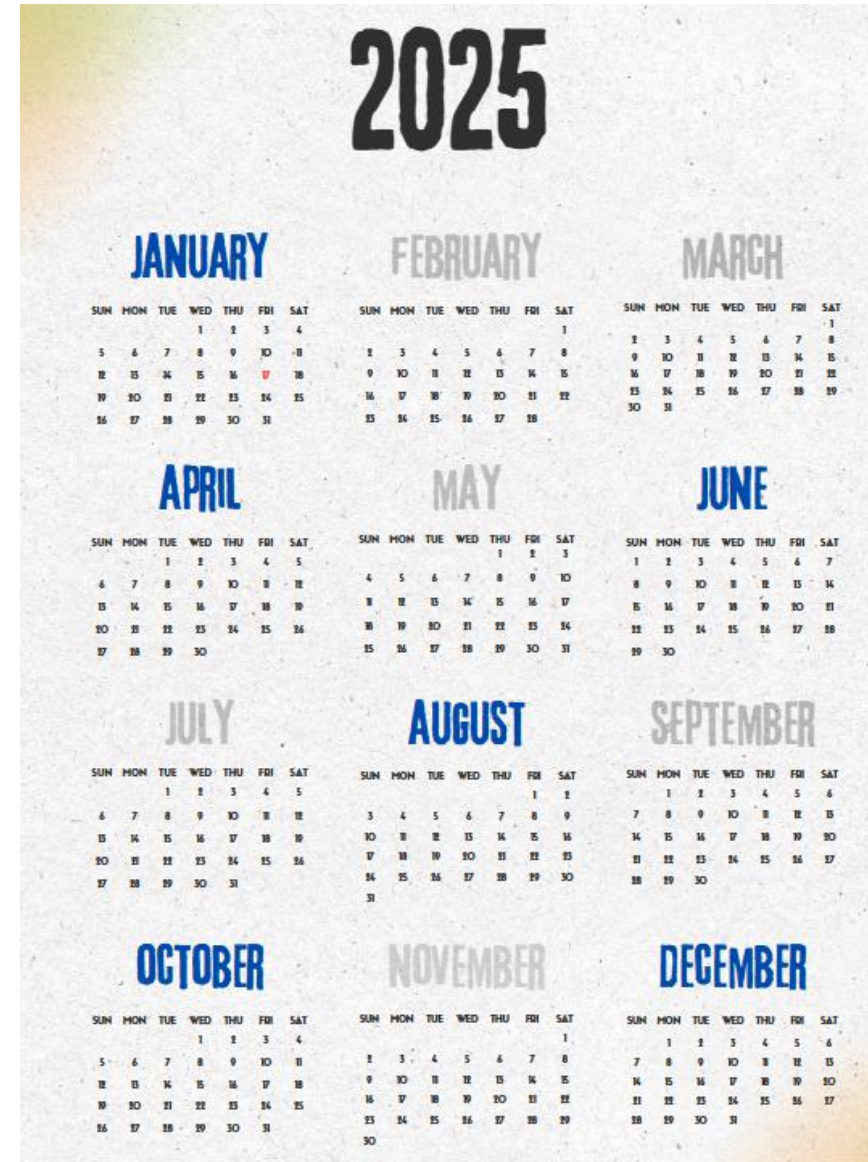 2025
JANUARY
SUN MON TUE WED THU FRI SAT
1 2 3 4
5 6 7 8 9 10 11
12 13 14 15 16 17 18
19 20 21 22 23 24 25
26 27 28 29 30 31
FEBRUARY
SUN MON TUE WED THU FRI SAT
1
2 3 4 5 6 7 8
9 10 11 12 13 14 15
16 17 18 19 20 21 22
23 24 25 26 27 28
MARCH
SUN MON TUE WED THU FRI SAT
1
2 3 4 5 6 7 8
9 10 11 12 13 14 15
16 17 18 19 20 21 22
23 24 25 26 27 28 29
30 31
APRIL
SUN MON TUE WED THU FRI SAT
1 2 3 4 5
6 7 8 9 10 11 12
13 14 15 16 17 18 19
20 21 22 23 24 25 26
27 28 29 30
MAY
SUN MON TUE WED THU FRI SAT
1 2 3
4 5 6 7 8 9 10
11 12 13 14 15 16 17
18 19 20 21 22 23 24
25 26 27 28 29 30 31
JUNE
SUN MON TUE WED THU FRI SAT
1 2 3 4 5 6 7
8 9 10 11 12 13 14
15 16 17 18 19 20 21
22 23 24 25 26 27 28
29 30
JULY
SUN MON TUE WED THU FRI SAT
1 2 3 4 5
6 7 8 9 10 11 12
13 14 15 16 17 18 19
20 21 22 23 24 25 26
27 28 29 30 31
AUGUST
SUN MON TUE WED THU FRI SAT
1 2
3 4 5 6 7 8 9
10 11 12 13 14 15 16
17 18 19 20 21 22 23
24 25 26 27 28 29 30
31
SEPTEMBER
SUN MON TUE WED THU FRI SAT
1 2 3 4 5 6
7 8 9 10 11 12 13
14 15 16 17 18 19 20
21 22 23 24 25 26 27
28 29 30
OCTOBER
SUN MON TUE WED THU FRI SAT
1 2 3 4
5 6 7 8 9 10 11
12 13 14 15 16 17 18
19 20 21 22 23 24 25
26 27 28 29 30 31
NOVEMBER
SUN MON TUE WED THU FRI SAT
1
2 3 4 5 6 7 8
9 10 11 12 13 14 15
16 17 18 19 20 21 22
23 24 25 26 27 28 29
30
DECEMBER
SUN MON TUE WED THU FRI SAT
1 2 3 4 5 6
7 8 9 10 11 12 13
14 15 16 17 18 19 20
21 22 23 24 25 26 27
28 29 30 31